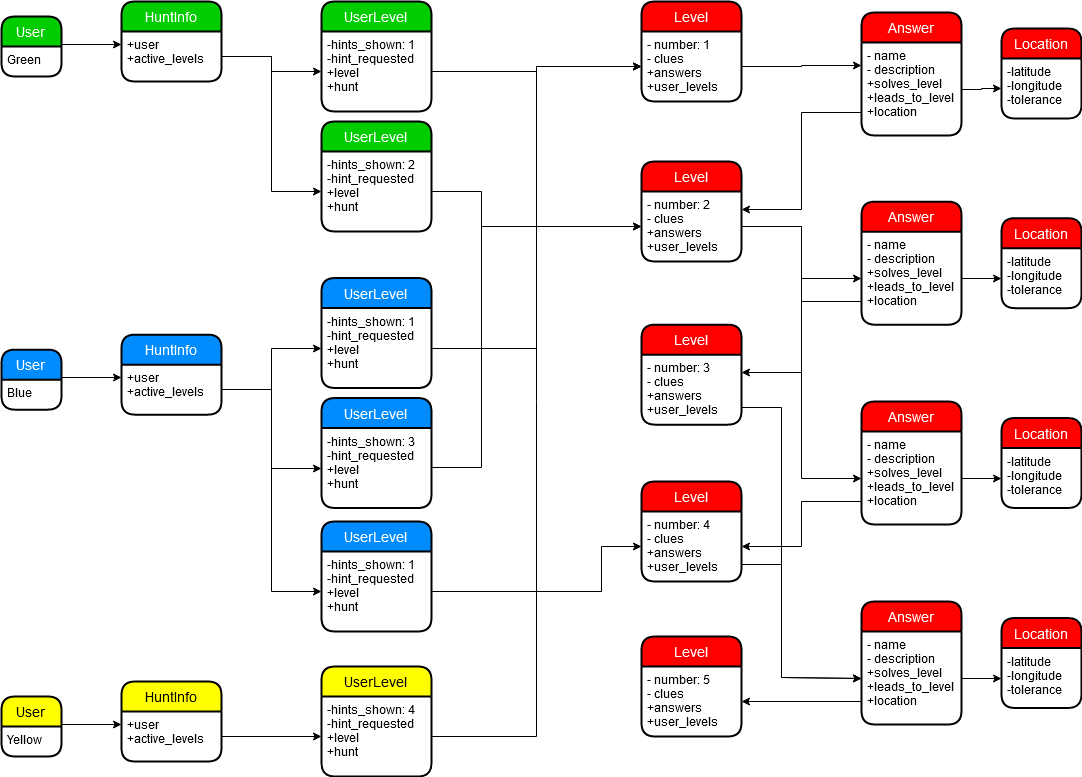 User
Green
HuntInfo
+user
+active_levels
UserLevel
-hints_shown: 1
-hint_requested
+level
+hunt
UserLevel
-hints_shown: 2
-hint_requested
+level
+hunt
User
Blue
HuntInfo
+user
+active_levels
UserLevel
-hints_shown: 1
-hint_requested
+level
+hunt
UserLevel
-hints_shown: 3
-hint_requested
+level
+hunt
UserLevel
-hints_shown: 1
-hint_requested
+level
+hunt
User
Yellow
HuntInfo
+user
+active_levels
UserLevel
-hints_shown: 4
-hint_requested
+level
+hunt
Level
- number: 1
- clues
+answers
+user_levels
Level
- number: 2
- clues
+answers
+user_levels
Level
- number: 3
- clues
+answers
+user_levels
Level
- number: 4
- clues
+answers
+user_levels
Level
- number: 5
- clues
+answers
+user_levels
Answer
- name
- description
+solves_level
+leads_to_level
+location
Location
-latitude
-longitude
-tolerance
Answer
- name
- description
+solves_level
+leads_to_level
+location
Location
-latitude
-longitude
-tolerance
Answer
- name
- description
+solves_level
+leads_to_level
+location
Location
-latitude
-longitude
-tolerance
Answer
- name
- description
+solves_level
+leads_to_level
+location
Location
-latitude
-longitude
-tolerance